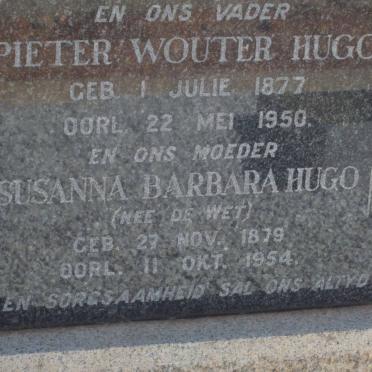 EN ONS VADER
PIETER WOUTER HUGO
GEB 1 JULIE 1877
OORL. 22 MEI 1950.
EN ONS MOEDER
SUSANNA BARBARA HUGO
(NEE DE WET)
GEB. 27 NOV. 1879
OORL. 11 OKT. 1954.
EN SORGSAAMHEID SAL ONS ALTYD